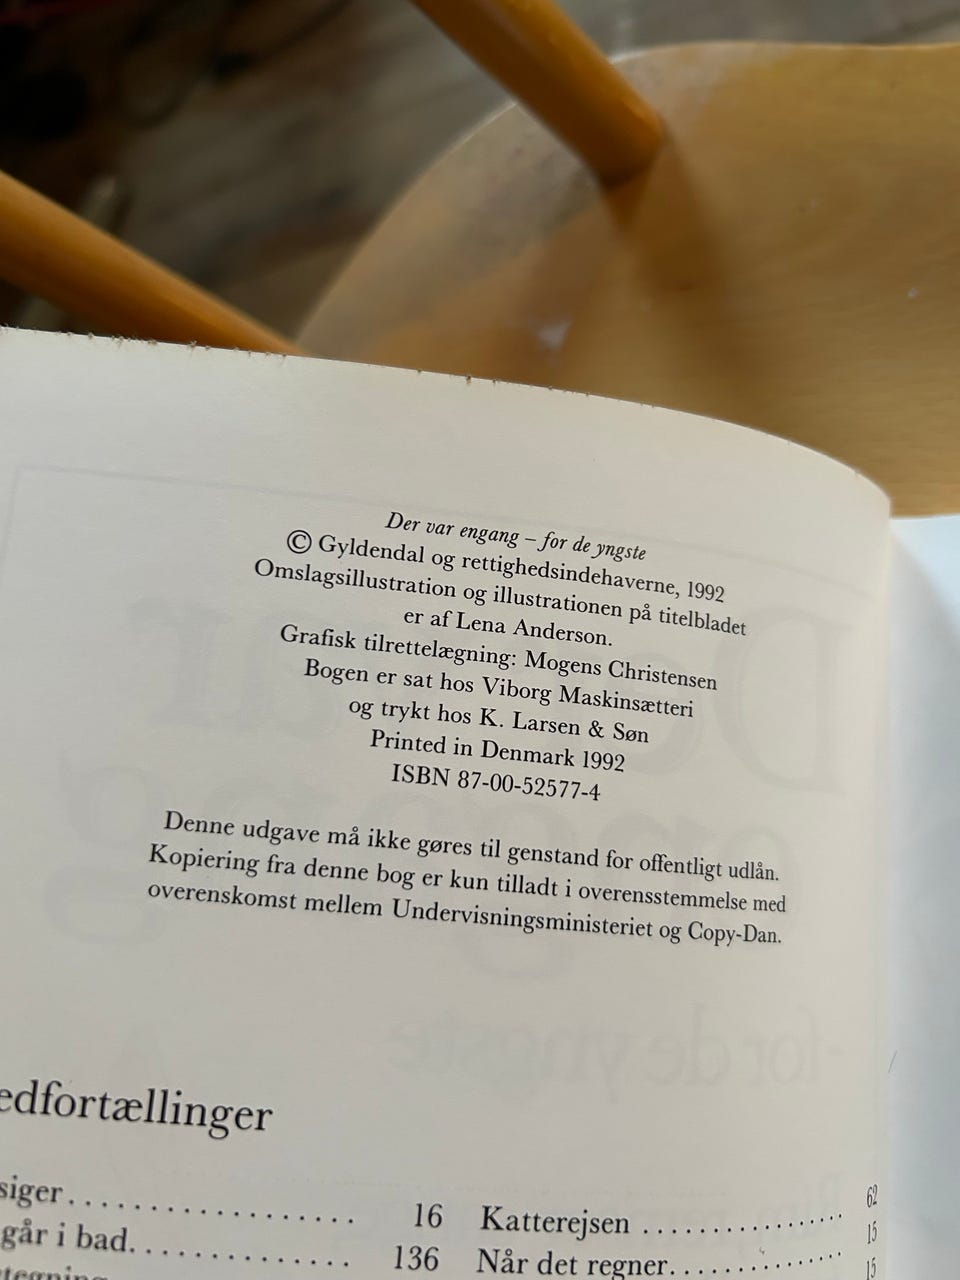 Der var engang – for de yngste
© Gyldendal og rettighedsindehaverne, 1992
Omslagsillustration og illustrationen på titelbladet
er af Lena Anderson.
Grafisk tilrettelægning: Mogens Christensen
Bogen er sat hos Viborg Maskinsætteri
og trykt hos K. Larsen & Søn
Printed in Denmark 1992
ISBN 87-00-52577-4
Denne udgave må ikke gøres til genstand for offentligt udlån.
Kopiering fra denne bog er kun tilladt i overensstemmelse med
overenskomst mellem Undervisningsministeriet og Copy-Dan.
edfortællinger
siger.................. 16
går i bad............... 136
Katterejsen ............... 62
Når det regner............. 15
15